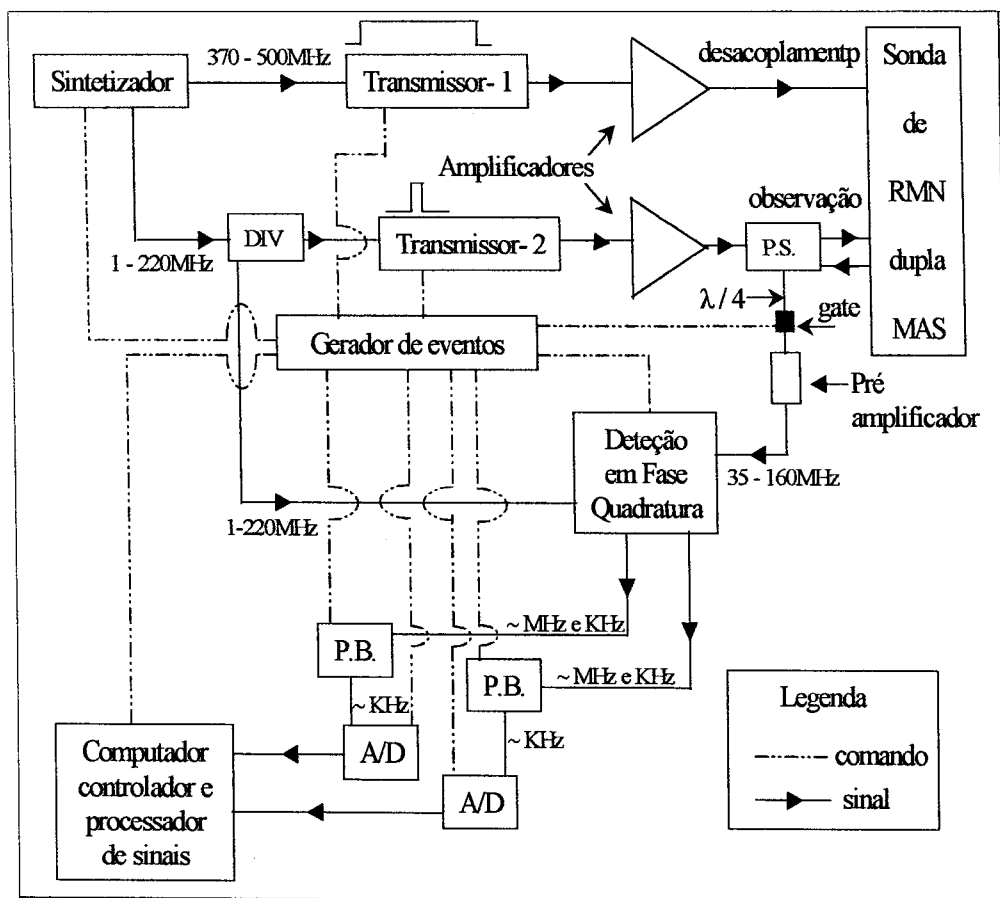 370 - 500MHz
desacoplamentp
Sonda
de
RMN
dupla
MAS
Sintetizador
Transmissor- 1
Amplificadores
observação
DIV
Transmissor- 2
P.S.
1 - 220MHz
λ / 4
gate
Gerador de eventos
Pré
amplificador
Deteção
em Fase
Quadratura
35 - 160MHz
1-220MHz
~ MHz e KHz
P.B.
~ MHz e KHz
P.B.
~ KHz
~ KHz
A/D
A/D
Computador
controlador e
processador
de sinais
Legenda
comando
sinal